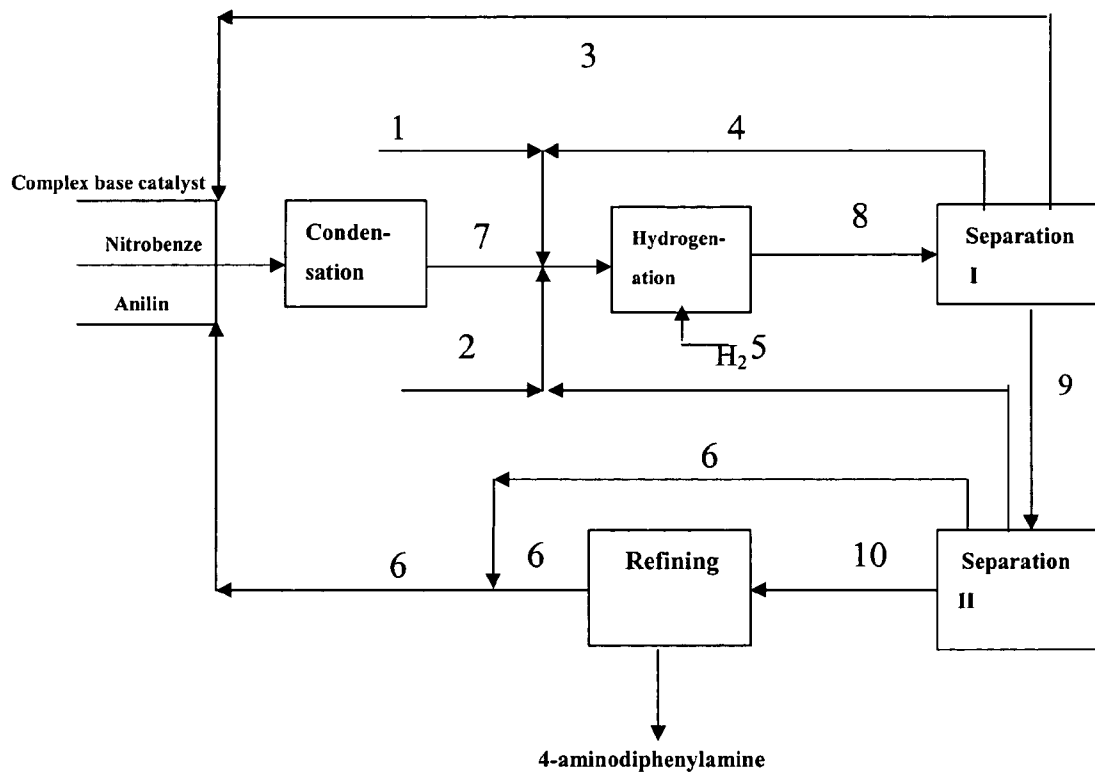 3
1
4
Complex base catalyst
Conden-
sation
7
Hydrogen-
ation
8
Separation
I
Nitrobenze
Anilin
2
H₂ 5
9
6
6
6
Refining
10
Separation
II
4-aminodiphenylamine